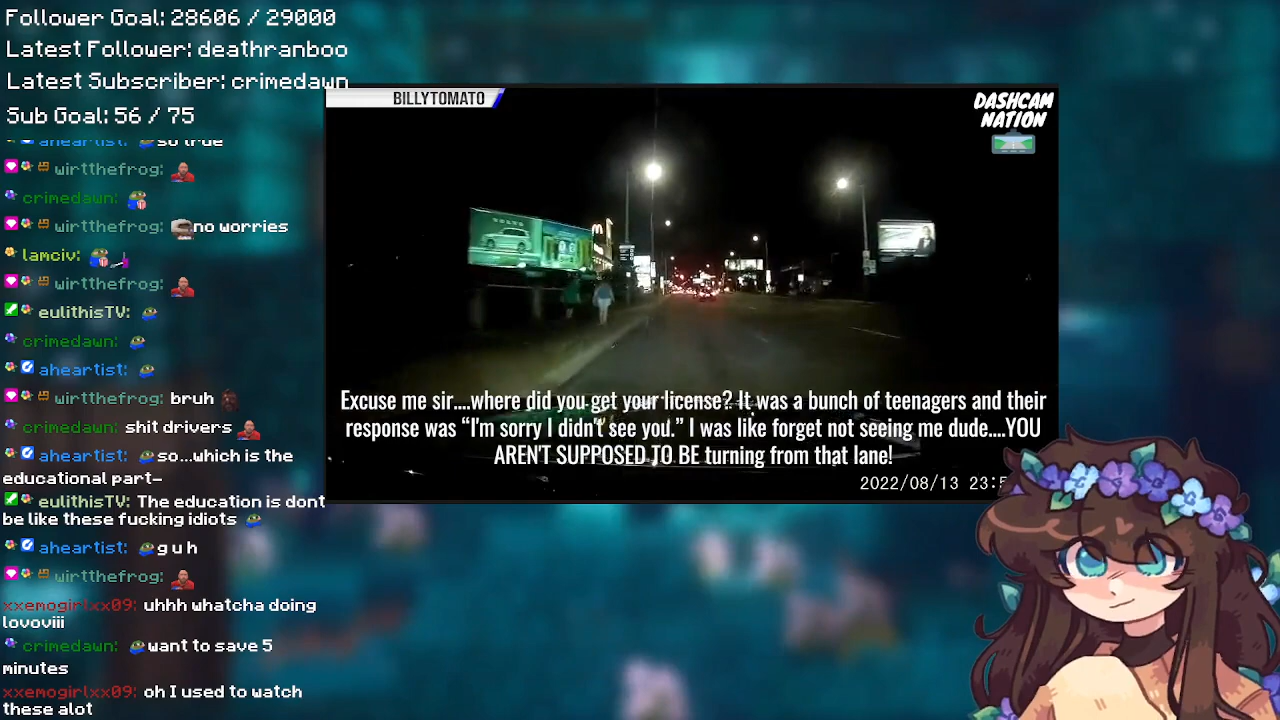 Follower Goal: 28606 / 29000
Latest Follower: deathranboo
Latest Subscriber: crimedawn
Sub Goal: 56 / 75
aheartist: so true
wirtthefrog:
crimedawn:
wirtthefrog: no worries
lamciv:
wirtthefrog:
eulithisTV:
crimedawn:
aheartist:
wirtthefrog: bruh
crimedawn: shit drivers
aheartist: so...which is the
educational part-
eulithisTV: The education is dont
be like these fucking idiots
aheartist: g u h
wirtthefrog:
xxemogirlxx09: uhhh whatcha doing
lovoviii
crimedawn: want to save 5
minutes
xxemogirlxx09: oh I used to watch
these alot
BILLYTOMATO
DASHCAM
NATION
Excuse me sir....where did you get your license? It was a bunch of teenagers and their
response was “I'm sorry I didn't see you.” I was like forget not seeing me dude....YOU
AREN'T SUPPOSED TO BE turning from that lane!
2022/08/13 23:5